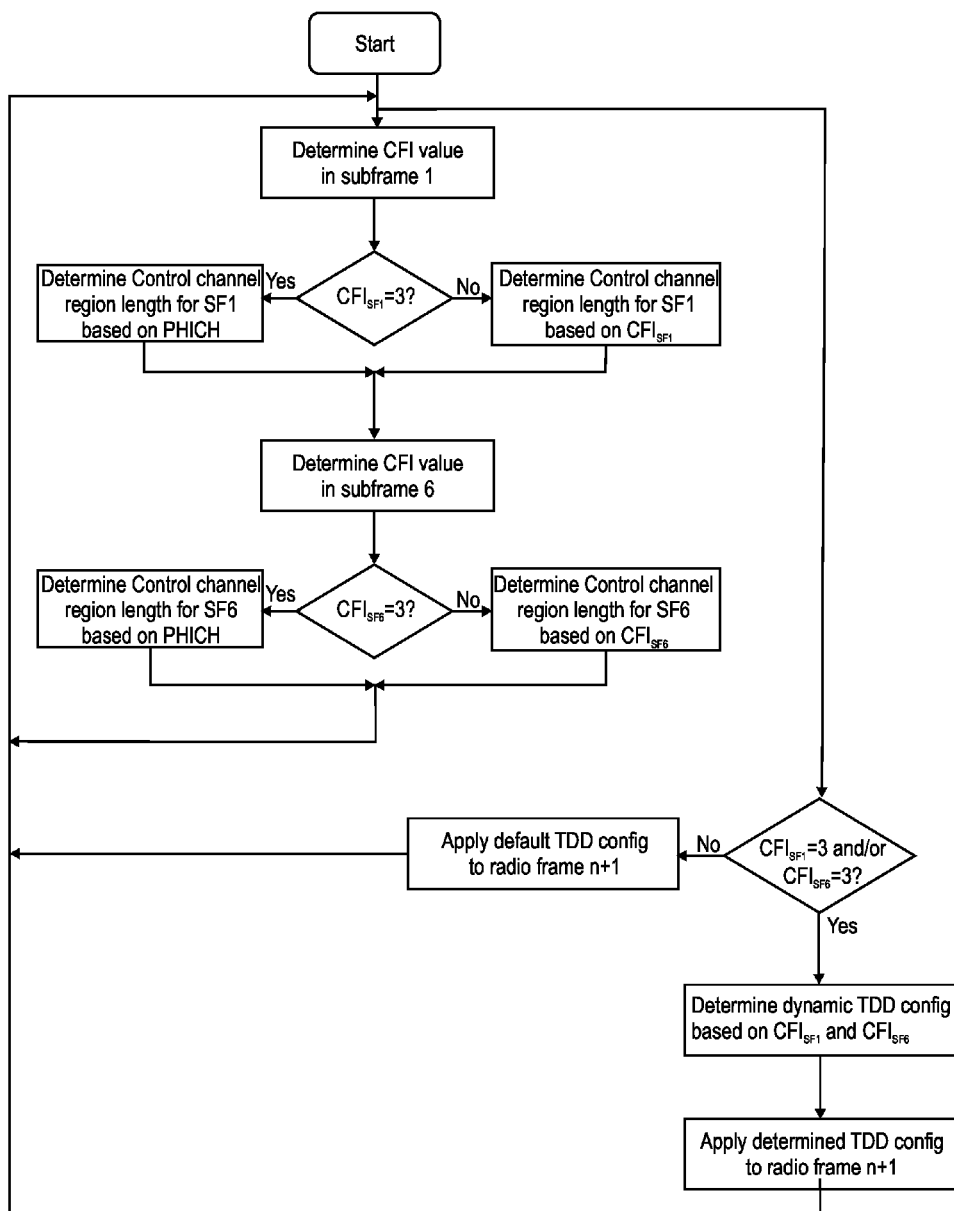 Start
Determine CFI value
in subframe 1
Determine Control channel
region length for SF1
based on PHICH
Yes
CFISF1=3?
No
Determine Control channel
region length for SF1
based on CFISF1
Determine CFI value
in subframe 6
Determine Control channel
region length for SF6
based on PHICH
Yes
CFISF6=3?
No
Determine Control channel
region length for SF6
based on CFISF6
Apply default TDD config
to radio frame n+1
No
CFISF1=3 and/or
CFISF6=3?
Yes
Determine dynamic TDD config
based on CFISF1 and CFISF6
Apply determined TDD config
to radio frame n+1